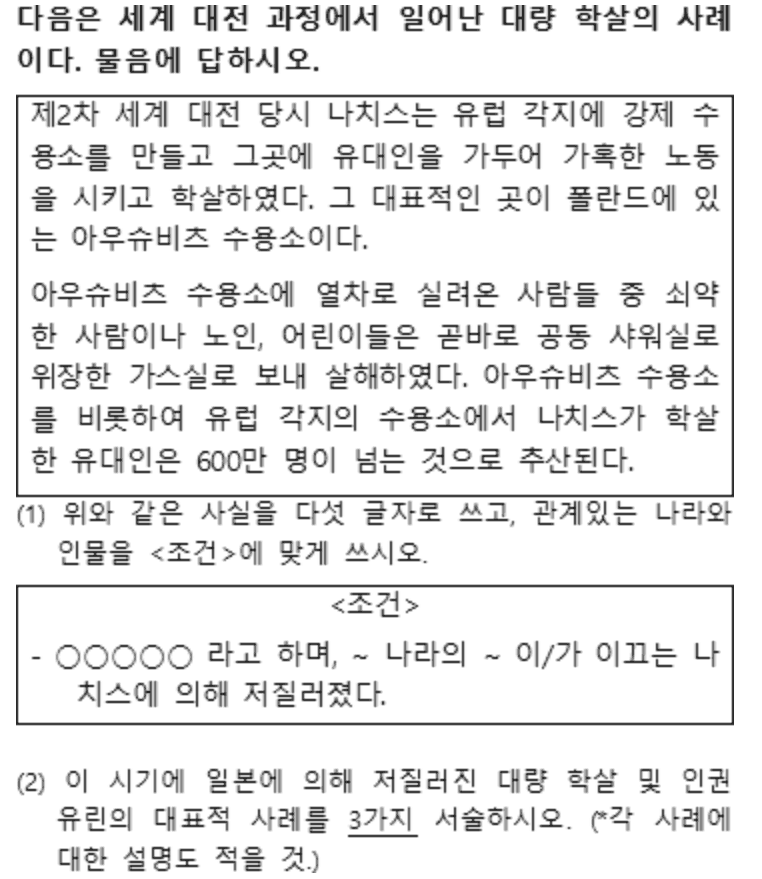 다음은 세계 대전 과정에서 일어난 대량 학살의 사례
이다. 물음에 답하시오.
제2차 세계 대전 당시 나치스는 유럽 각지에 강제 수
용소를 만들고 그곳에 유대인을 가두어 가혹한 노동
을 시키고 학살하였다. 그 대표적인 곳이 폴란드에 있
는 아우슈비츠 수용소이다.
아우슈비츠 수용소에 열차로 실려온 사람들 중 쇠약
한 사람이나 노인, 어린이들은 곧바로 공동 샤워실로
위장한 가스실로 보내 살해하였다. 아우슈비츠 수용소
를 비롯하여 유럽 각지의 수용소에서 나치스가 학살
한 유대인은 600만 명이 넘는 것으로 추산된다.
(1) 위와 같은 사실을 다섯 글자로 쓰고, 관계있는 나라와
인물을 <조건>에 맞게 쓰시오.
<조건>
- ○○○○○ 라고 하며, ~ 나라의 ~ 이/가 이끄는 나
치스에 의해 저질러졌다.
(2) 이 시기에 일본에 의해 저질러진 대량 학살 및 인권
유린의 대표적 사례를 3가지 서술하시오. (*각 사례에
대한 설명도 적을 것.)